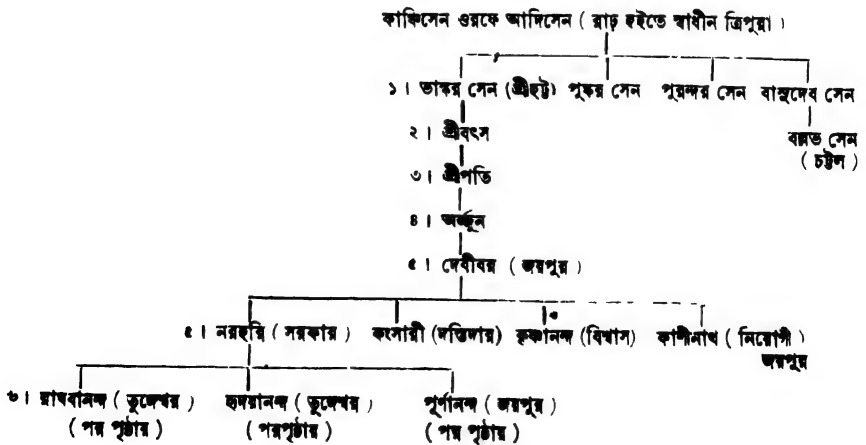 কাকিসেন ওরফে আদিসেন ( রাঢ় হইতে স্বাধীন ত্রিপুরা )
১। ভাস্কর সেন (শ্রীহট্ট) পুষ্কর সেন পুরন্দর সেন বাসুদেব সেন
২। শ্রীবৎস বল্লভ সেন
( চট্টল )
৩। শ্রীপতি
৪। অর্জ্জুন
৫। দেবীবর ( জয়পুর )
৫। নরহরি ( সরকার ) কংসারী (দস্তিদার) কৃষ্ণানন্দ (বিশ্বাস) কাশীনাথ ( নিয়োগী )
জয়পুর
৬। রাঘবানন্দ ( তুঙ্গেশ্বর ) হৃদয়ানন্দ ( তুঙ্গেশ্বর ) পূর্ণানন্দ ( জয়পুর )
( পর পৃষ্ঠায় ) ( পরপৃষ্ঠায় ) ( পর পৃষ্ঠায় )